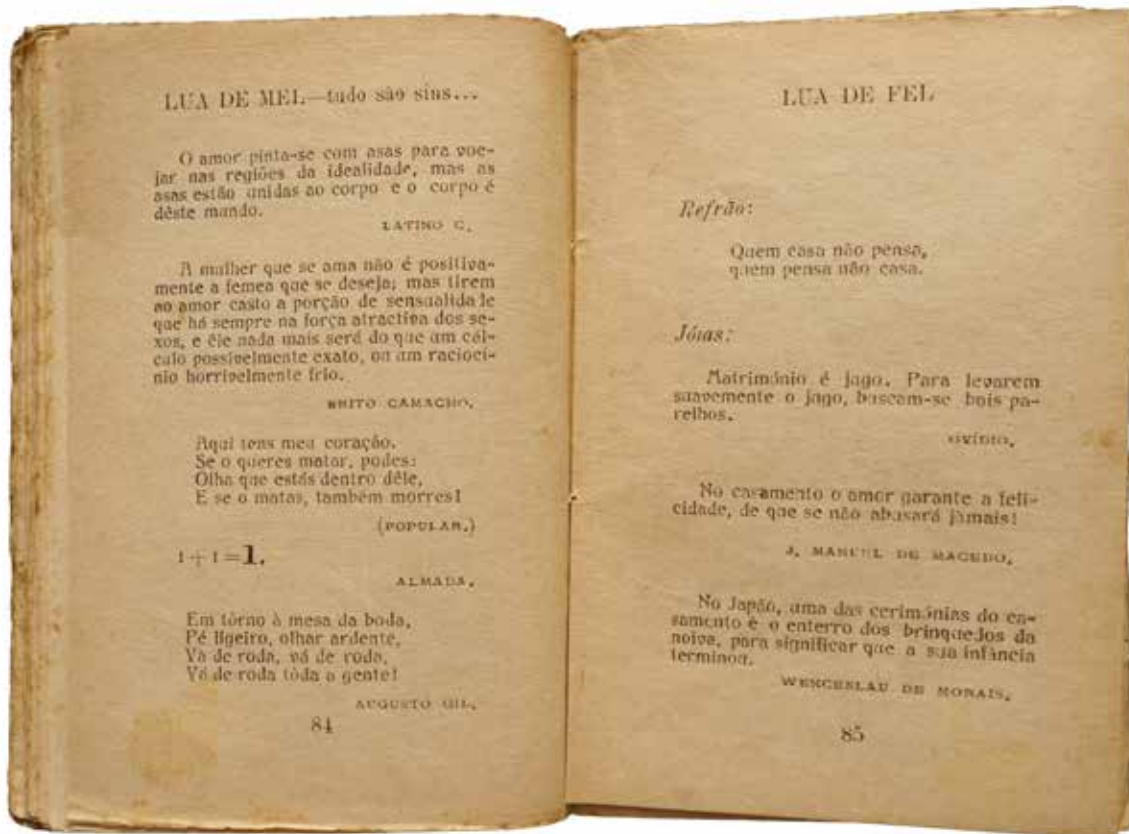 LUA DE MEL—tudo são sins...
O amor pinta-se com asas para voe-
jar nas regiões da idealidade, mas as
asas estão unidas ao corpo e o corpo é
dêste mundo.
LATINO C.
A mulher que se ama não é positiva-
mente a femea que se deseja; mas tirem
ao amor casto a porção de sensualidade
que há sempre na força atractiva dos se-
xos, e êle nada mais será do que um cál-
culo possivelmente exato, ou um raciocí-
nio horrivelmente frio.
BRITO CAMACHO.
Aqui tens meu coração.
Se o queres matar, podes:
Olha que estás dentro dêle,
E se o matas, também morres!
(POPULAR.)
1+1=1.
ALMADA.
Em tôrno à mesa da boda,
Pé ligeiro, olhar ardente,
Vá de roda, vá de roda,
Vá de roda tôda a gente!
AUGUSTO GIL.
84
LUA DE FEL
Refrão:
Quem casa não pensa,
quem pensa não casa.
Jóias:
Matrimónio é jugo. Para levarem
suavemente o jugo, buscam-se bois pa-
relhos.
OVÍDIO.
No casamento o amor garante a feli-
cidade, de que se não abusará jámais!
J. MANUEL DE MACEDO.
No Japão, uma das cerimónias do ca-
samento é o enterro dos brinquedos da
noiva, para significar que a sua infância
terminou.
WENCESLAU DE MORAIS.
85